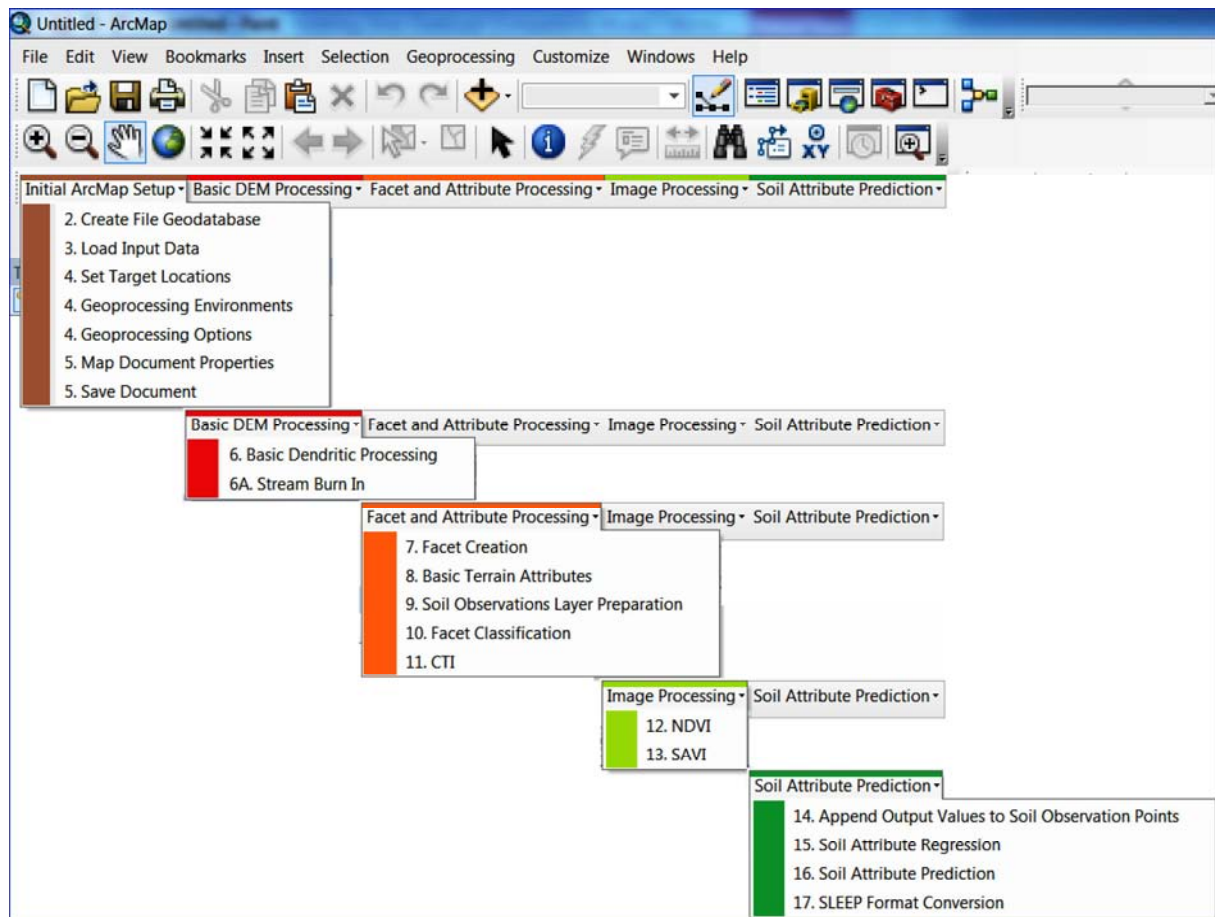 Untitled - ArcMap
File Edit View Bookmarks Insert Selection Geoprocessing Customize Windows Help
XY
Initial ArcMap Setup Basic DEM Processing Facet and Attribute Processing Image Processing Soil Attribute Prediction
2. Create File Geodatabase
3. Load Input Data
4. Set Target Locations
4. Geoprocessing Environments
4. Geoprocessing Options
5. Map Document Properties
5. Save Document
Basic DEM Processing Facet and Attribute Processing Image Processing Soil Attribute Prediction
6. Basic Dendritic Processing
6A. Stream Burn In
Facet and Attribute Processing Image Processing Soil Attribute Prediction
7. Facet Creation
8. Basic Terrain Attributes
9. Soil Observations Layer Preparation
10. Facet Classification
11. CTI
Image Processing Soil Attribute Prediction
12. NDVI
13. SAVI
Soil Attribute Prediction
14. Append Output Values to Soil Observation Points
15. Soil Attribute Regression
16. Soil Attribute Prediction
17. SLEEP Format Conversion